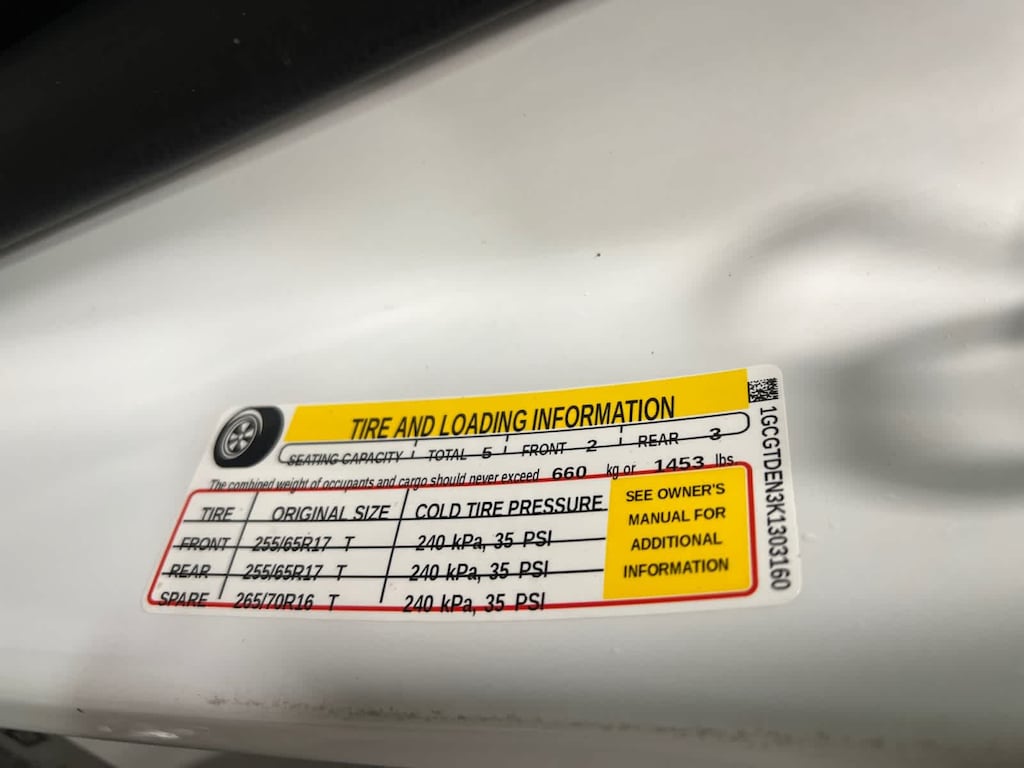 TIRE AND LOADING INFORMATION
SEATING CAPACITY TOTAL 5 FRONT 2 REAR 3
The combined weight of occupants and cargo should never exceed 660 kg or 1453 lbs
TIRE ORIGINAL SIZE COLD TIRE PRESSURE
FRONT 255/65R17 T 240 kPa, 35 PSI
REAR 255/65R17 T 240 kPa, 35 PSI
SPARE 265/70R16 T 240 kPa, 35 PSI
SEE OWNER'S
MANUAL FOR
ADDITIONAL
INFORMATION
1GCGTDEN3K1303160